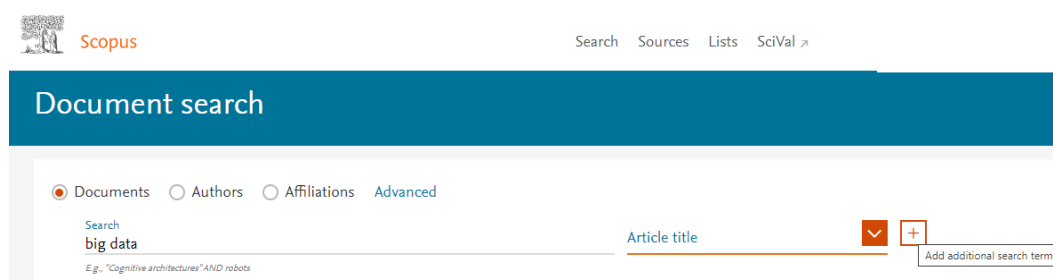 Scopus
Search Sources Lists SciVal ↗
Document search
Documents Authors Affiliations Advanced
Search
big data
Article title
+
Add additional search term
E.g., "Cognitive architectures" AND robots